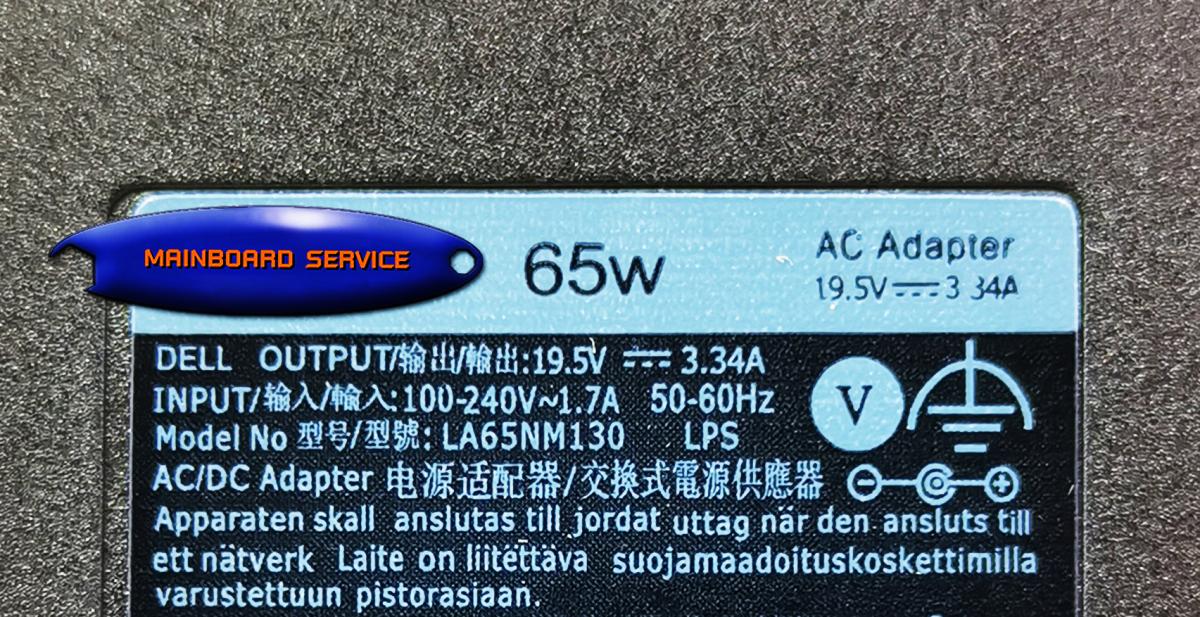 MAINBOARD SERVICE
65w
AC Adapter
19.5V⎓3.34A
DELL OUTPUT/输出/輸出:19.5V ⎓ 3.34A
INPUT/输入/輸入:100-240V~1.7A 50-60Hz
Model No 型号/型號: LA65NM130 LPS
V
AC/DC Adapter 电源适配器/交換式電源供應器
Apparaten skall anslutas till jordat uttag när den ansluts till
ett nätverk Laite on liitëttäva suojamaadoituskoskettimilla
varustettuun pistorasiaan.